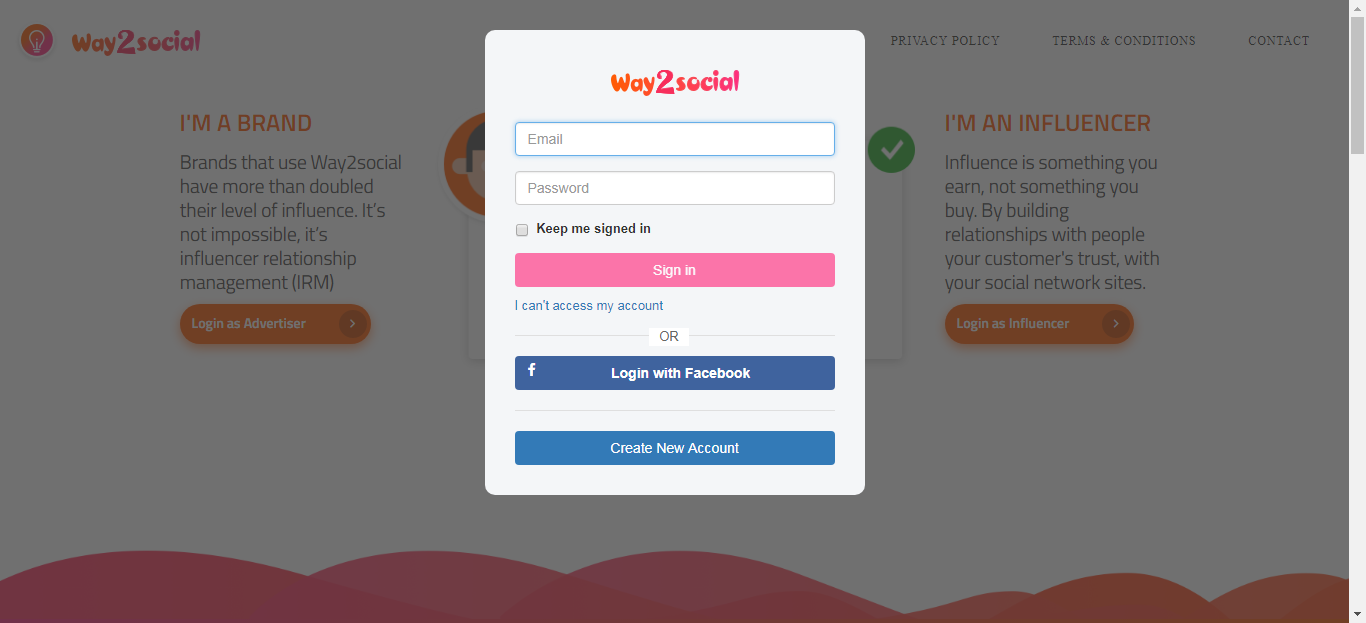 Way2social
PRIVACY POLICY
TERMS & CONDITIONS
CONTACT
I'M A BRAND
Brands that use Way2social
have more than doubled
their level of influence. It’s
not impossible, it’s
influencer relationship
management (IRM)
Login as Advertiser
Way2social
Email
Password
Keep me signed in
Sign in
I can't access my account
OR
f
Login with Facebook
Create New Account
I'M AN INFLUENCER
Influence is something you
earn, not something you
buy. By building
relationships with people
your customer's trust, with
your social network sites.
Login as Influencer